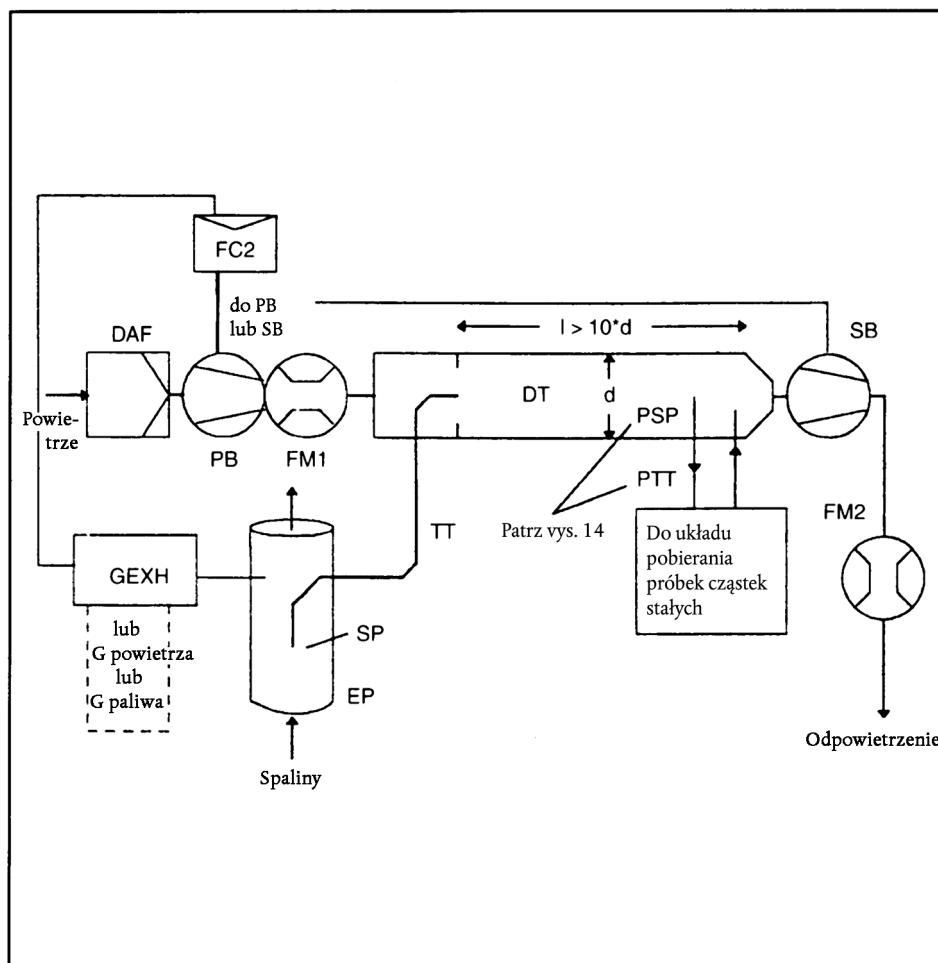 FC2
do PB
lub SB
DAF
l > 10*d
SB
DT
d
Powie-
trze
PSP
PB
FM1
PTT
TT
Patrz vys. 14
FM2
Do układu
pobierania
próbek cząstek
stałych
GEXH
SP
lub
G powietrza
lub
G paliwa
EP
Odpowietrzenie
Spaliny